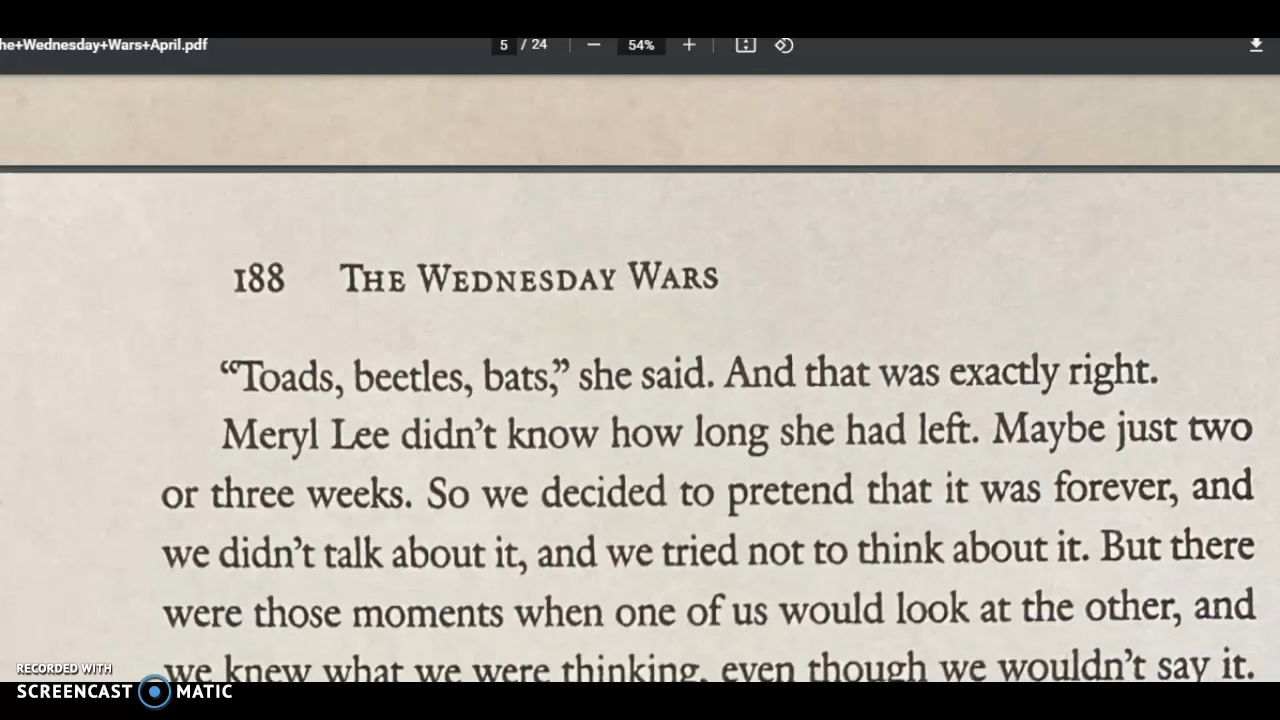 he+Wednesday+Wars+April.pdf 5 / 24 54%
188 THE WEDNESDAY WARS
“Toads, beetles, bats,” she said. And that was exactly right.
Meryl Lee didn’t know how long she had left. Maybe just two
or three weeks. So we decided to pretend that it was forever, and
we didn’t talk about it, and we tried not to think about it. But there
were those moments when one of us would look at the other, and
we knew what we were thinking, even though we wouldn’t say it.
RECORDED WITH
SCREENCAST MATIC